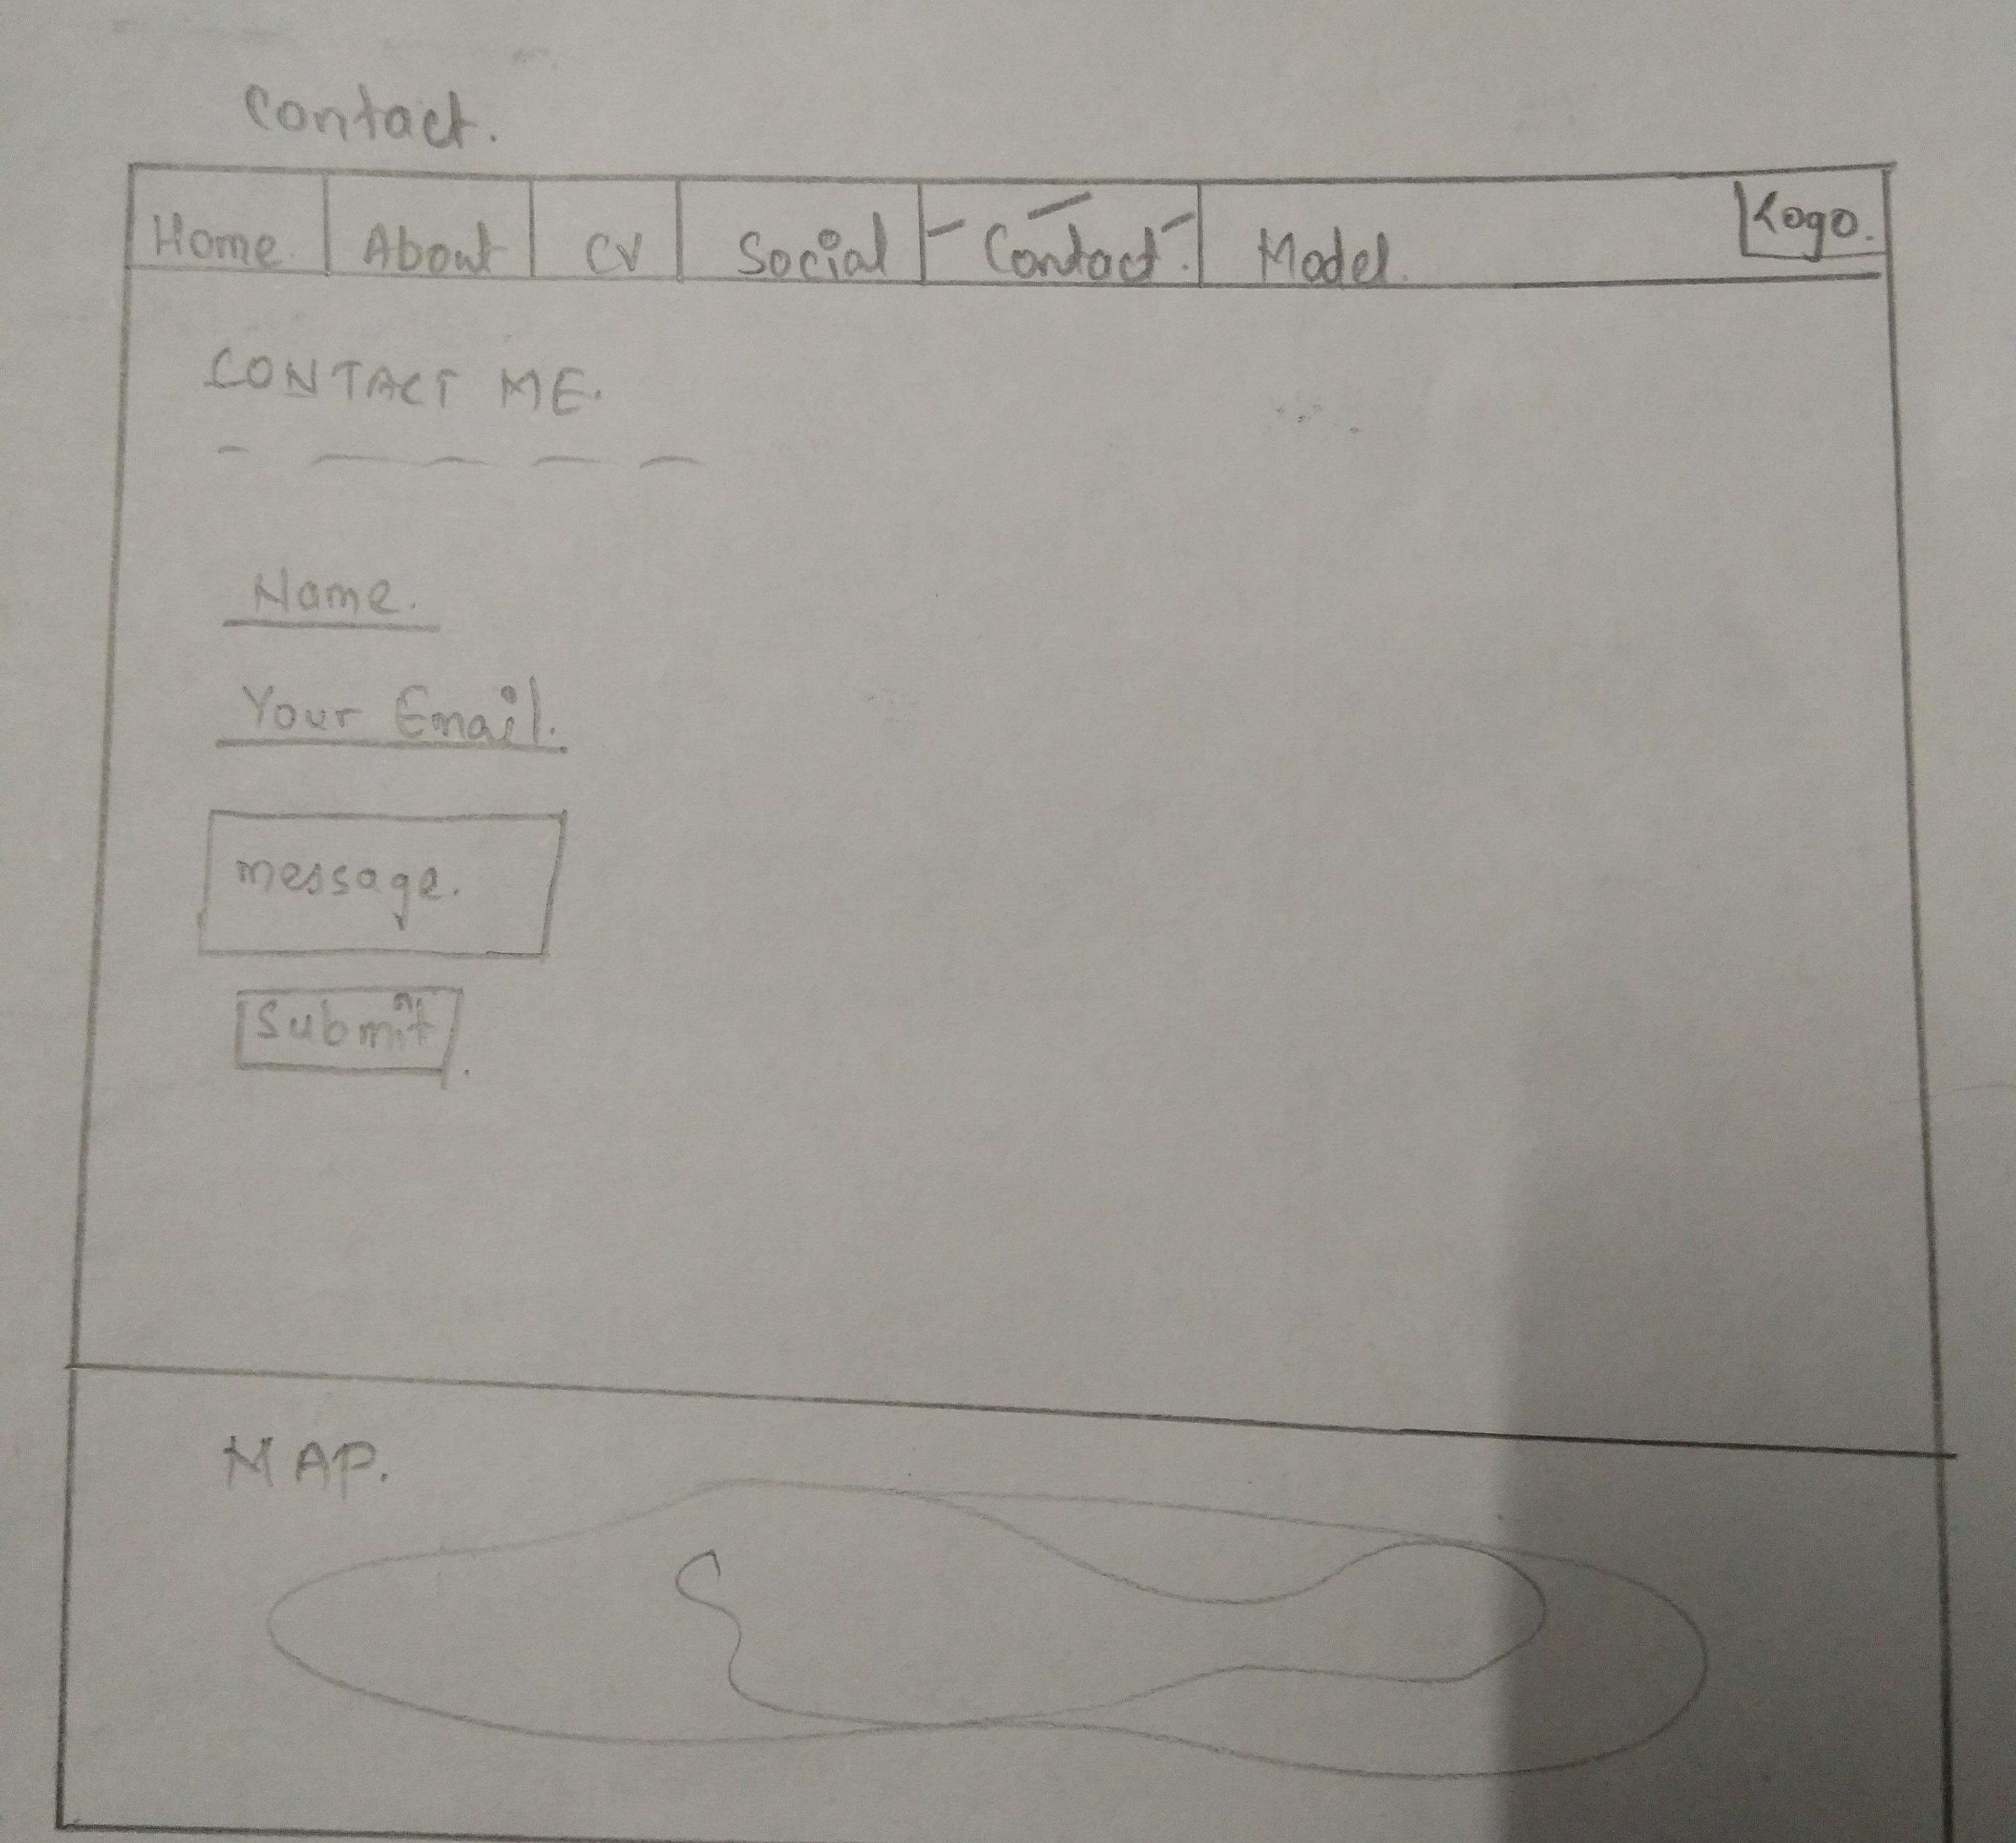 Contact.
Home About CV Social Contact. Model. Logo.
CONTACT ME.
Name.
Your Email.
message.
Submit
MAP.